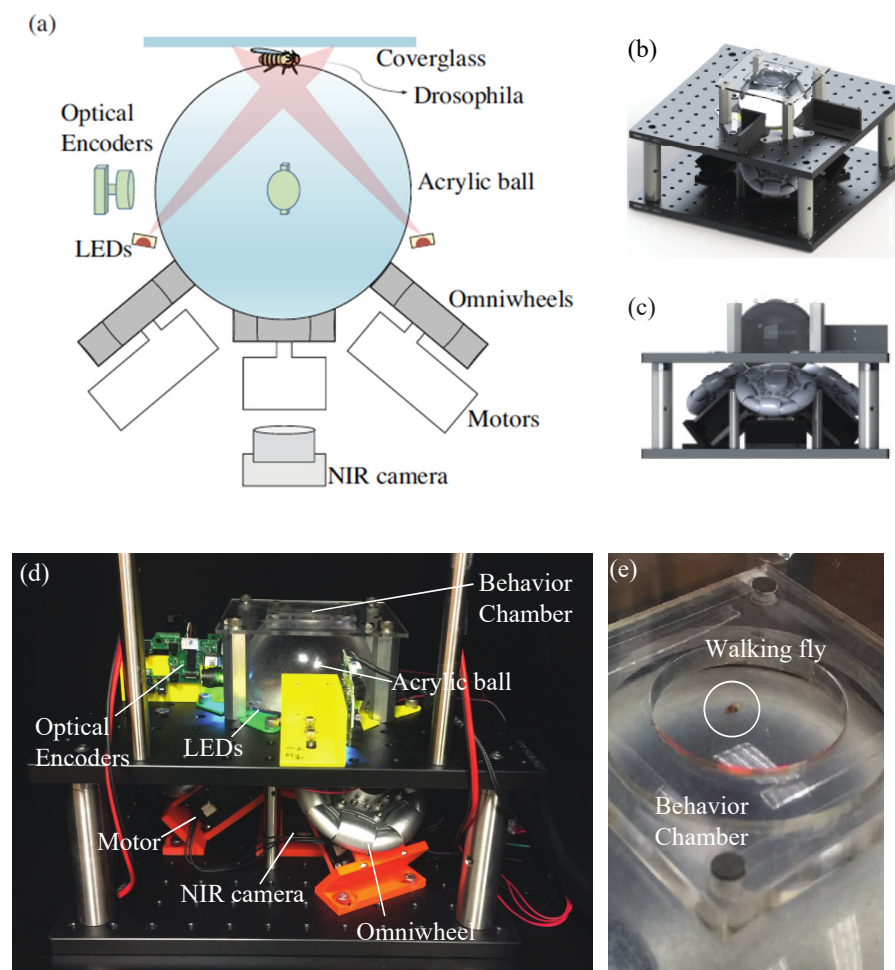 (a)
Coverglass
Drosophila
Optical
Encoders
Acrylic ball
LEDs
Omniwheels
Motors
NIR camera
(b)
(c)
(d)
Behavior
Chamber
Acrylic ball
Optical
Encoders
LEDs
Motor
NIR camera
Omniwheel
(e)
Walking fly
Behavior
Chamber